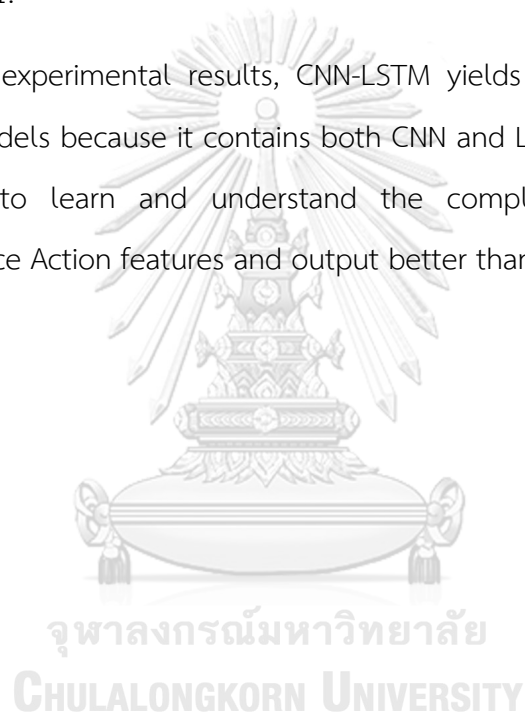 experimental results, CNN-LSTM yields
dels because it contains both CNN and L
to learn and understand the compl
ce Action features and output better than
จุฬาลงกรณ์มหาวิทยาลัย
CHULALONGKORN UNIVERSITY